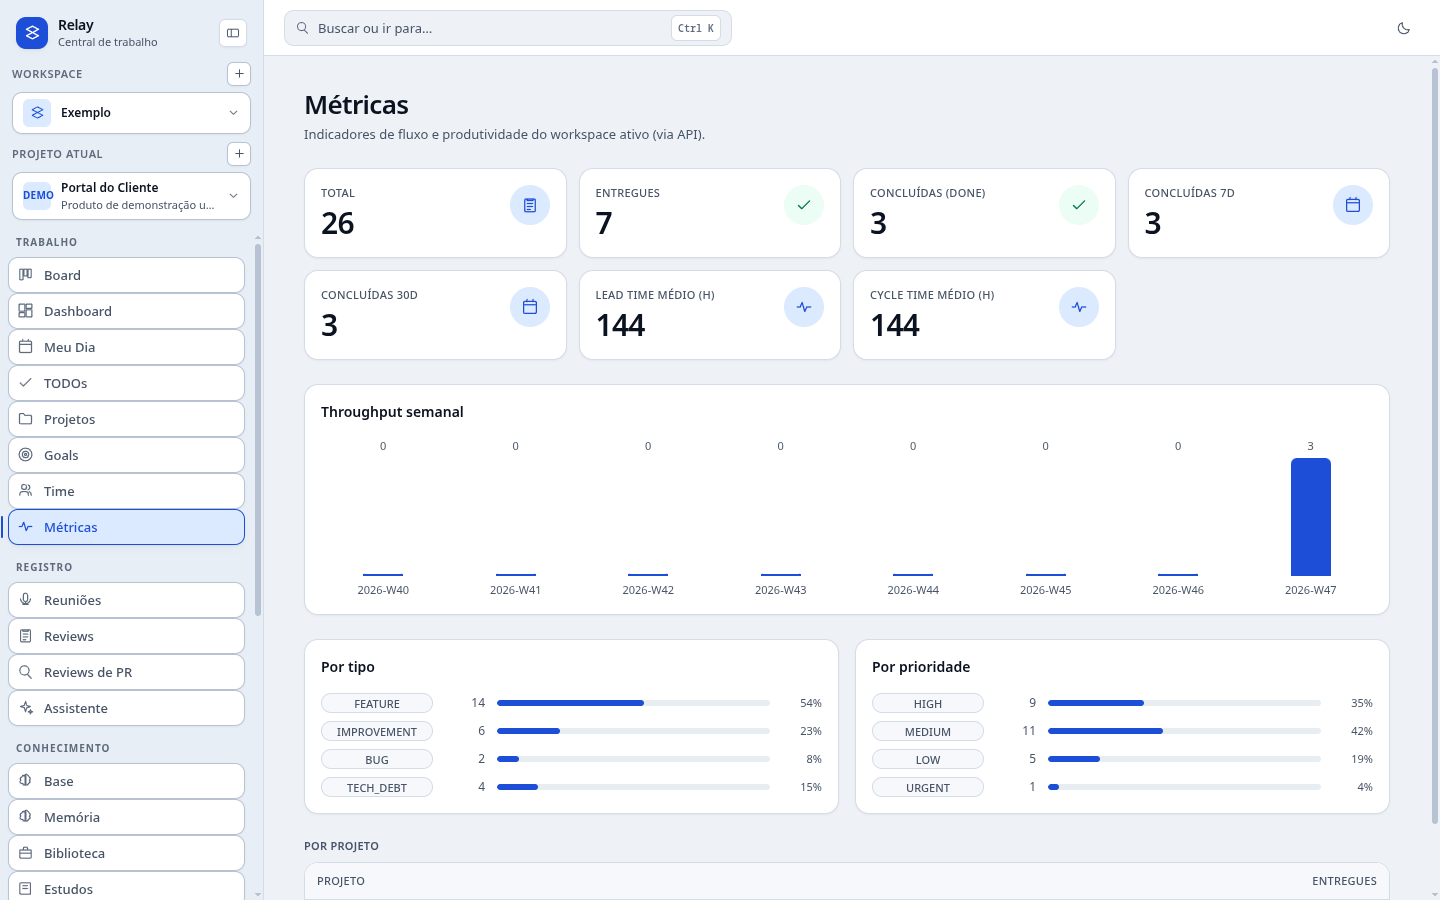 Relay
Central de trabalho
WORKSPACE
Exemplo
PROJETO ATUAL
DEMO
Portal do Cliente
Produto de demonstração u...
TRABALHO
Board
Dashboard
Meu Dia
TODOs
Projetos
Goals
Time
Métricas
REGISTRO
Reuniões
Reviews
Reviews de PR
Assistente
CONHECIMENTO
Base
Memória
Biblioteca
Estudos
Buscar ou ir para...
Ctrl K
Métricas
Indicadores de fluxo e produtividade do workspace ativo (via API).
TOTAL
26
ENTREGUES
7
CONCLUÍDAS (DONE)
3
CONCLUÍDAS 7D
3
CONCLUÍDAS 30D
3
LEAD TIME MÉDIO (H)
144
CYCLE TIME MÉDIO (H)
144
Throughput semanal
0 0 0 0 0 0 0 3
2026-W40 2026-W41 2026-W42 2026-W43 2026-W44 2026-W45 2026-W46 2026-W47
Por tipo
FEATURE 14 54%
IMPROVEMENT 6 23%
BUG 2 8%
TECH_DEBT 4 15%
Por prioridade
HIGH 9 35%
MEDIUM 11 42%
LOW 5 19%
URGENT 1 4%
POR PROJETO
PROJETO ENTREGUES